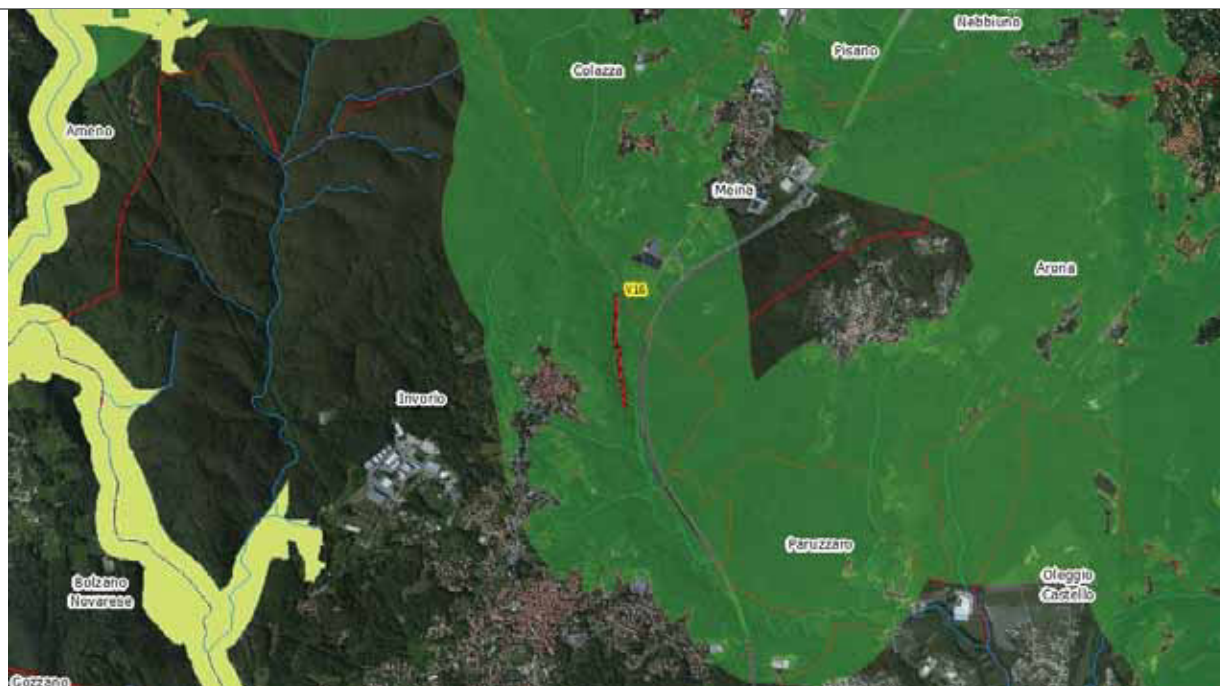 Nebbiuno
Pisano
Colazza
Ameno
Meina
Arona
V16
Invorio
Paruzzaro
Oleggio
Castello
Bolzano
Novarese
Gozzano